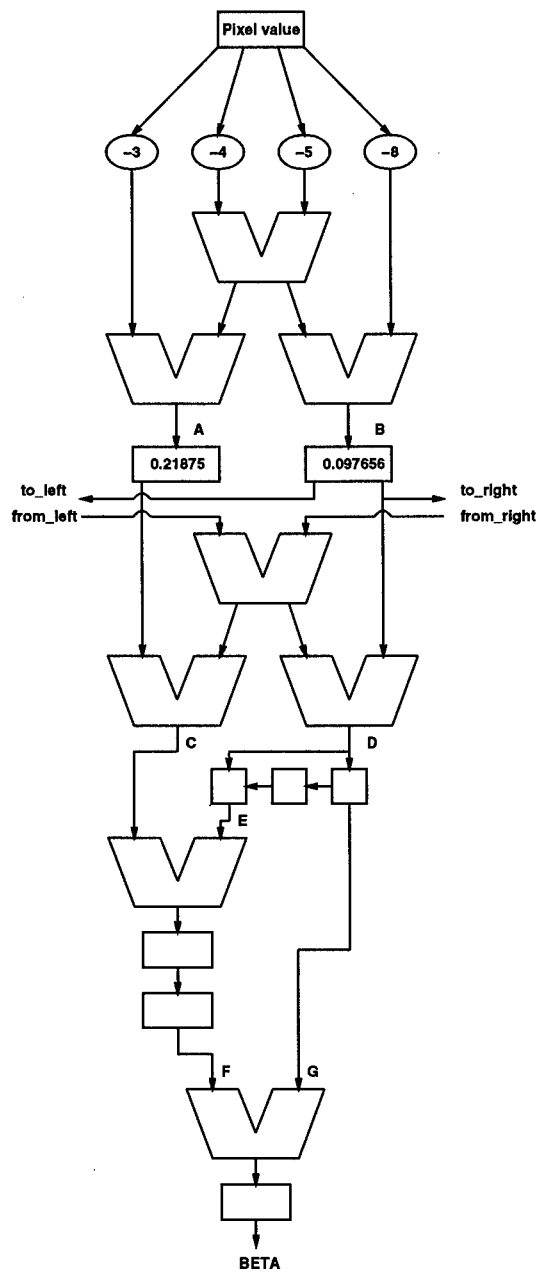 Pixel value
−3 −4 −5 −8
A B
0.21875 0.097656
to_left to_right
from_left from_right
C D
E
F G
BETA